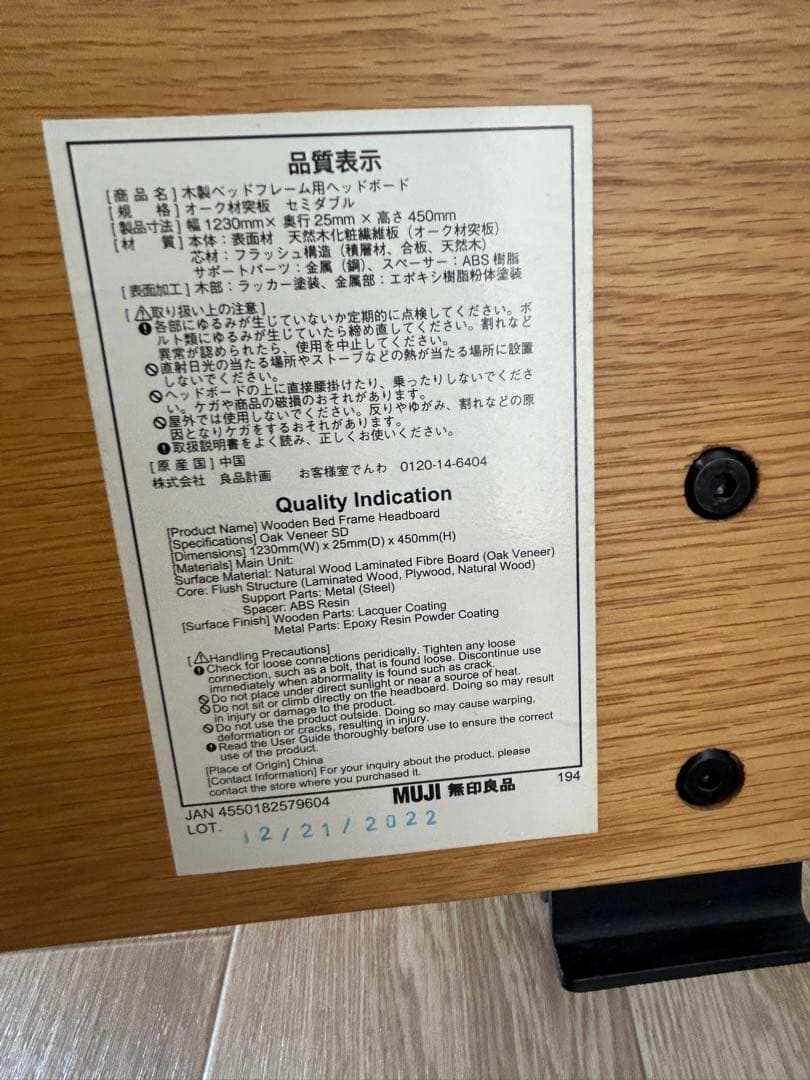 品質表示
[商品名]木製ベッドフレーム用ヘッドボード
[規　格]オーク材突板　セミダブル
[製品寸法]幅1230mm×奥行25mm×高さ450mm
[材　質]本体：表面材　天然木化粧繊維板（オーク材突板）
芯材：フラッシュ構造（積層材、合板、天然木）
サポートパーツ：金属（鋼）、スペーサー：ABS樹脂
[表面加工]木部：ラッカー塗装、金属部：エポキシ樹脂粉体塗装
[⚠取り扱い上の注意]
各部にゆるみが生じていないか定期的に点検してください。ボ
ルト類にゆるみが生じていたら締め直してください。割れなど
異常が認められたら、使用を中止してください。
直射日光の当たる場所やストーブなどの熱が当たる場所に設置
しないでください。
ヘッドボードの上に直接腰掛けたり、乗ったりしないでくださ
い。ケガや商品の破損のおそれがあります。
屋外では使用しないでください。反りやゆがみ、割れなどの原
因となりケガをするおそれがあります。
取扱説明書をよく読み、正しくお使いください。
[原産国]中国
株式会社　良品計画　お客様室でんわ　0120-14-6404
Quality Indication
[Product Name] Wooden Bed Frame Headboard
[Specifications] Oak Veneer SD
[Dimensions] 1230mm(W) x 25mm(D) x 450mm(H)
[Materials] Main Unit:
Surface Material: Natural Wood Laminated Fibre Board (Oak Veneer)
Core: Flush Structure (Laminated Wood, Plywood, Natural Wood)
Support Parts: Metal (Steel)
Spacer: ABS Resin
[Surface Finish] Wooden Parts: Lacquer Coating
Metal Parts: Epoxy Resin Powder Coating
[⚠Handling Precautions]
Check for loose connections peridically. Tighten any loose
connection, such as a bolt, that is found loose. Discontinue use
immediately when abnormality is found such as crack.
Do not place under direct sunlight or near a source of heat.
Do not sit or climb directly on the headboard. Doing so may result
in injury or damage to the product.
Do not use the product outside. Doing so may cause warping,
deformation or cracks, resulting in injury.
Read the User Guide thoroughly before use to ensure the correct
use of the product.
[Place of Origin] China
[Contact Information] For your inquiry about the product, please
contact the store where you purchased it.
MUJI 無印良品
194
JAN 4550182579604
LOT. 12/21/2022